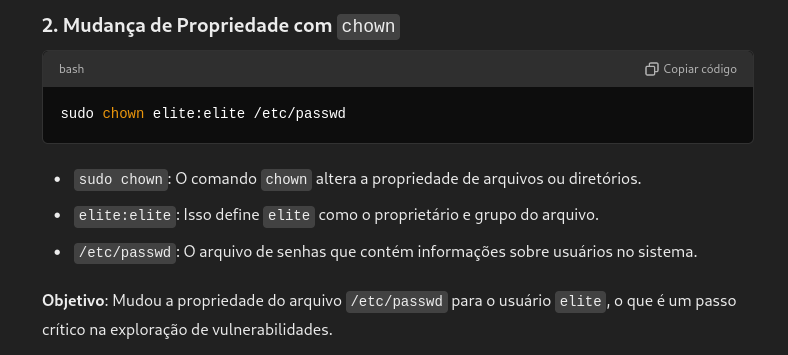 2. Mudança de Propriedade com chown
bash
Copiar código
sudo chown elite:elite /etc/passwd
• sudo chown: O comando chown altera a propriedade de arquivos ou diretórios.
• elite:elite: Isso define elite como o proprietário e grupo do arquivo.
• /etc/passwd: O arquivo de senhas que contém informações sobre usuários no sistema.
Objetivo: Mudou a propriedade do arquivo /etc/passwd para o usuário elite, o que é um passo
crítico na exploração de vulnerabilidades.